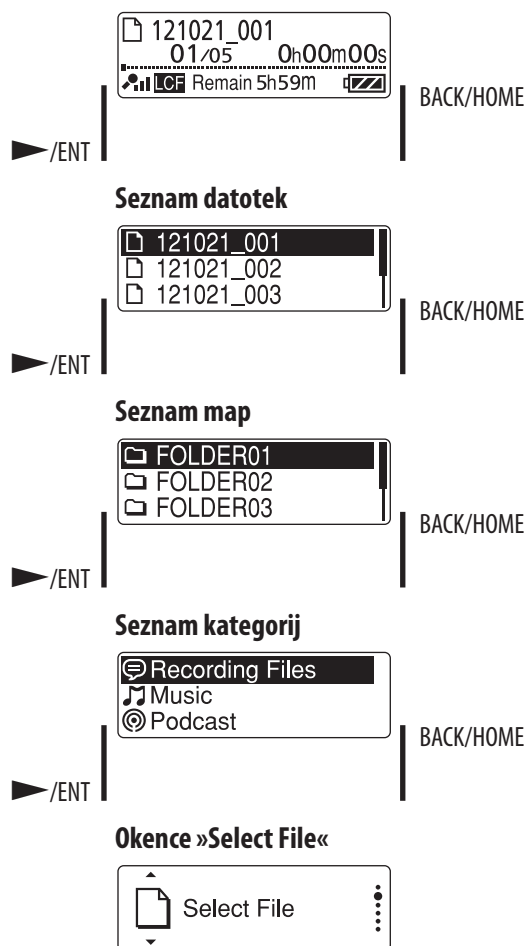 121021_001
01/05 0h00m00s
LCF Remain 5h59m
BACK/HOME
►/ENT
Seznam datotek
121021_001
121021_002
121021_003
BACK/HOME
►/ENT
Seznam map
FOLDER01
FOLDER02
FOLDER03
BACK/HOME
►/ENT
Seznam kategorij
Recording Files
Music
Podcast
BACK/HOME
►/ENT
Okence »Select File«
Select File